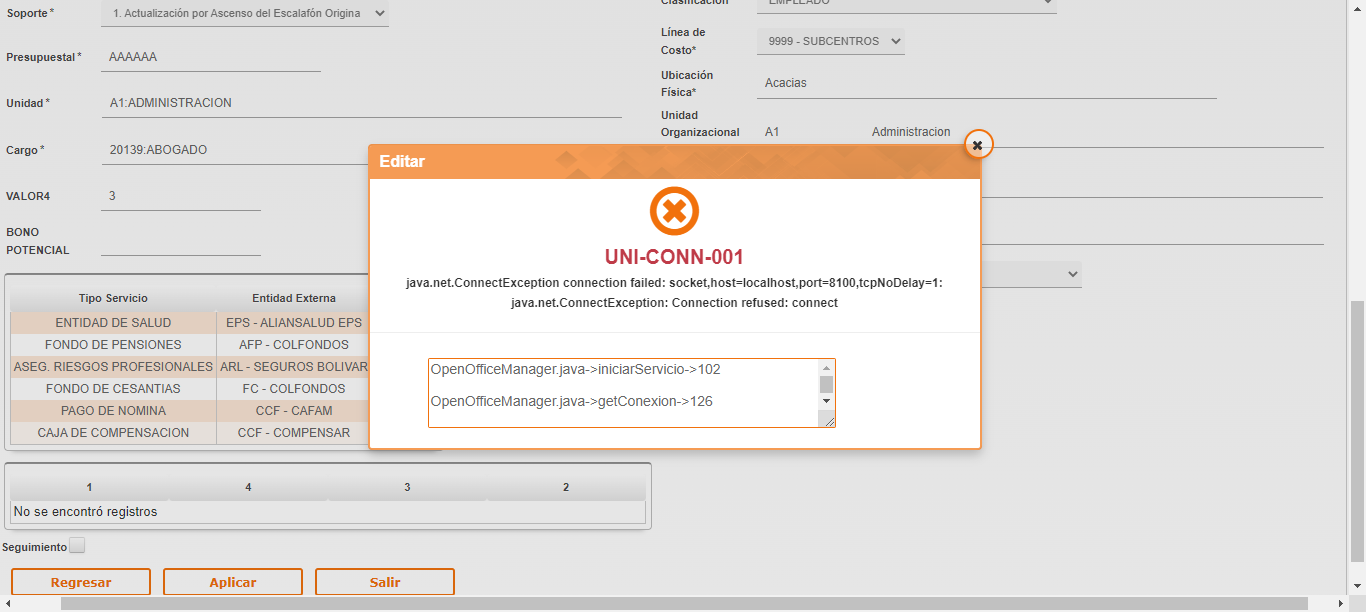 Soporte*
1. Actualización por Ascenso del Escalafón Origina
Presupuestal*
AAAAAA
Unidad*
A1:ADMINISTRACION
Cargo*
20139:ABOGADO
VALOR4
3
BONO
POTENCIAL
Clasificación
EMPLEADO
Línea de
Costo*
9999 - SUBCENTROS
Ubicación
Física*
Acacias
Unidad
Organizacional
A1 Administracion
Editar
UNI-CONN-001
java.net.ConnectException connection failed: socket,host=localhost,port=8100,tcpNoDelay=1:
java.net.ConnectException: Connection refused: connect
OpenOfficeManager.java->iniciarServicio->102
OpenOfficeManager.java->getConexion->126
Tipo Servicio Entidad Externa
ENTIDAD DE SALUD EPS - ALIANSALUD EPS
FONDO DE PENSIONES AFP - COLFONDOS
ASEG. RIESGOS PROFESIONALES ARL - SEGUROS BOLIVAR
FONDO DE CESANTIAS FC - COLFONDOS
PAGO DE NOMINA CCF - CAFAM
CAJA DE COMPENSACION CCF - COMPENSAR
1 4 3 2
No se encontró registros
Seguimiento
Regresar Aplicar Salir